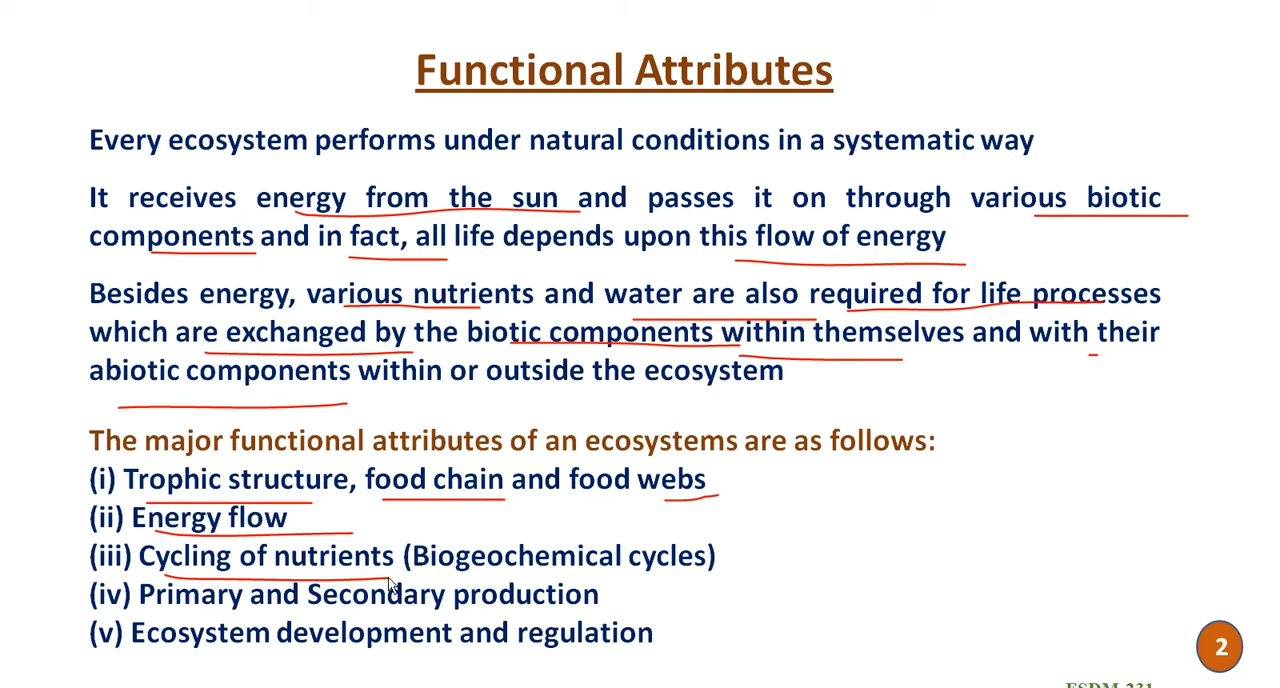 Functional Attributes
Every ecosystem performs under natural conditions in a systematic way
It receives energy from the sun and passes it on through various biotic
components and in fact, all life depends upon this flow of energy
Besides energy, various nutrients and water are also required for life processes
which are exchanged by the biotic components within themselves and with their
abiotic components within or outside the ecosystem
The major functional attributes of an ecosystems are as follows:
(i) Trophic structure, food chain and food webs
(ii) Energy flow
(iii) Cycling of nutrients (Biogeochemical cycles)
(iv) Primary and Secondary production
(v) Ecosystem development and regulation
2